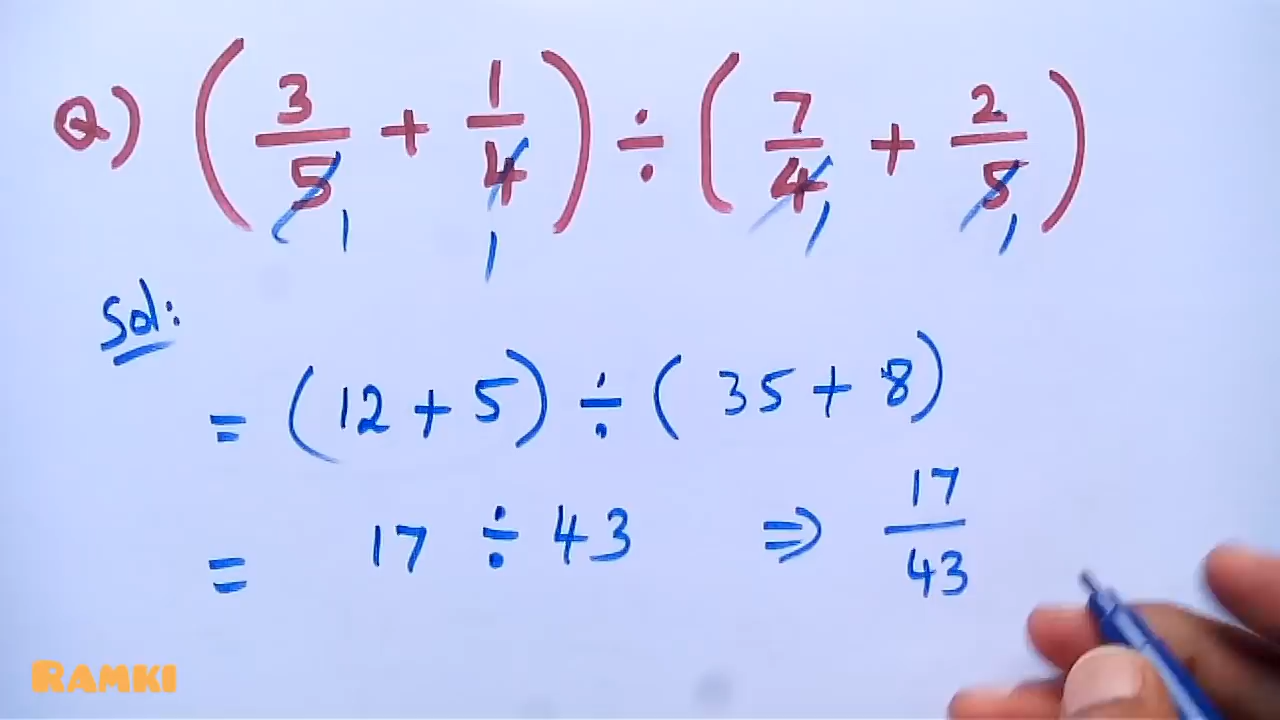 Q) (3/5 + 1/4) ÷ (7/4 + 2/5)
1 1 1 1
Sol:
= (12 + 5) ÷ (35 + 8)
= 17 ÷ 43 ⇒ 17/43
RAMKI